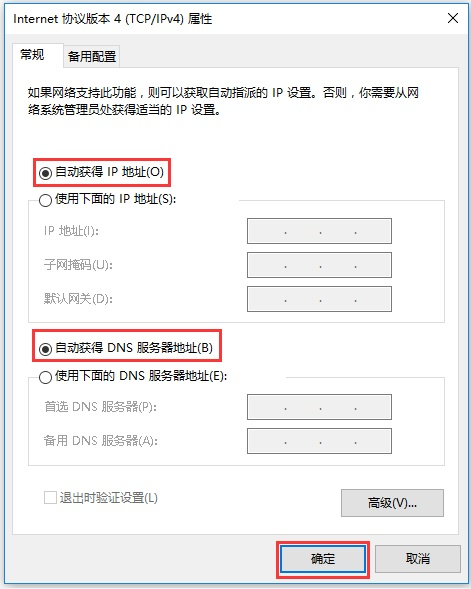 Internet 协议版本 4 (TCP/IPv4) 属性
常规 备用配置
如果网络支持此功能，则可以获取自动指派的 IP 设置。否则，你需要从网
络系统管理员处获得适当的 IP 设置。
自动获得 IP 地址(O)
使用下面的 IP 地址(S):
IP 地址(I):
子网掩码(U):
默认网关(D):
自动获得 DNS 服务器地址(B)
使用下面的 DNS 服务器地址(E):
首选 DNS 服务器(P):
备用 DNS 服务器(A):
退出时验证设置(L)
高级(V)...
确定 取消